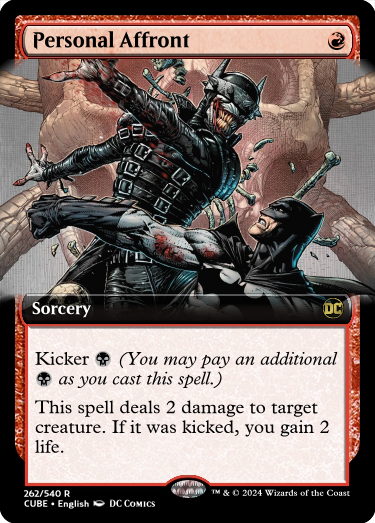 Personal Affront
Sorcery
DC
Kicker (You may pay an additional
as you cast this spell.)
This spell deals 2 damage to target
creature. If it was kicked, you gain 2
life.
262/540 R
CUBE • English DC COMICS
™ & © 2024 Wizards of the Coast